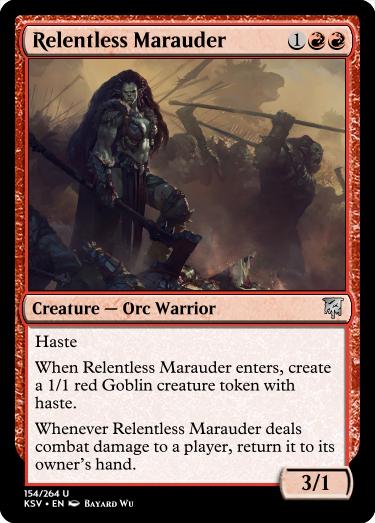 Relentless Marauder 1
Creature — Orc Warrior
Haste
When Relentless Marauder enters, create
a 1/1 red Goblin creature token with
haste.
Whenever Relentless Marauder deals
combat damage to a player, return it to its
owner's hand.
3/1
154/264 U
KSV • EN Bayard Wu